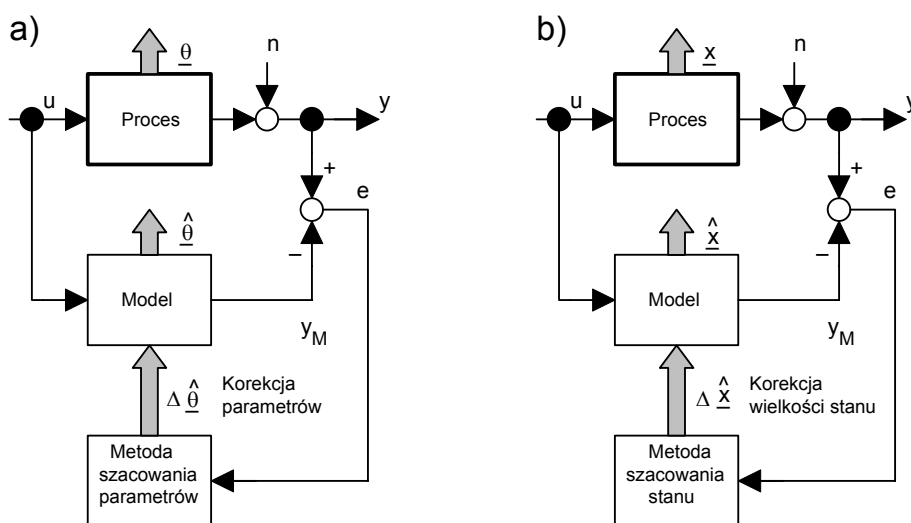 a)
θ
n
u
Proces
y
+
e
^
θ
−
Model
y_M
Δ θ̂
Korekcja
parametrów
Metoda
szacowania
parametrów
b)
x
n
u
Proces
y
+
e
^
x
−
Model
y_M
Δ x̂
Korekcja
wielkości stanu
Metoda
szacowania
stanu